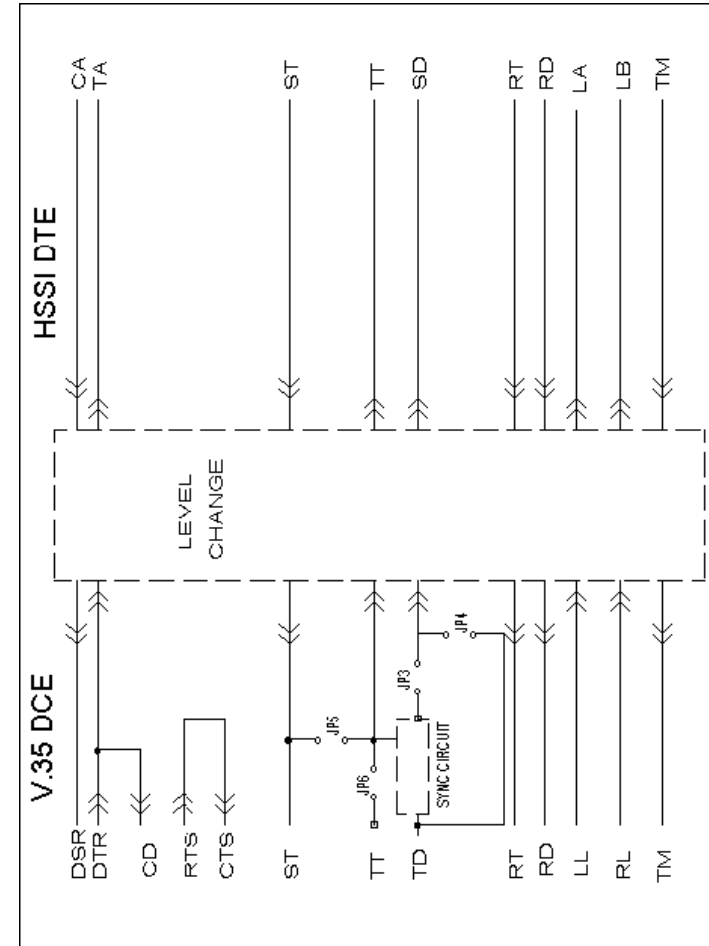 HSSI DTE
CA
TA
ST
TT
SD
RT
RD
LA
LB
TM
LEVEL
CHANGE
V.35 DCE
JP5
JP6
JP3
JP4
SYNC CIRCUIT
DSR
DTR
CD
RTS
CTS
ST
TT
TD
RT
RD
LL
RL
TM